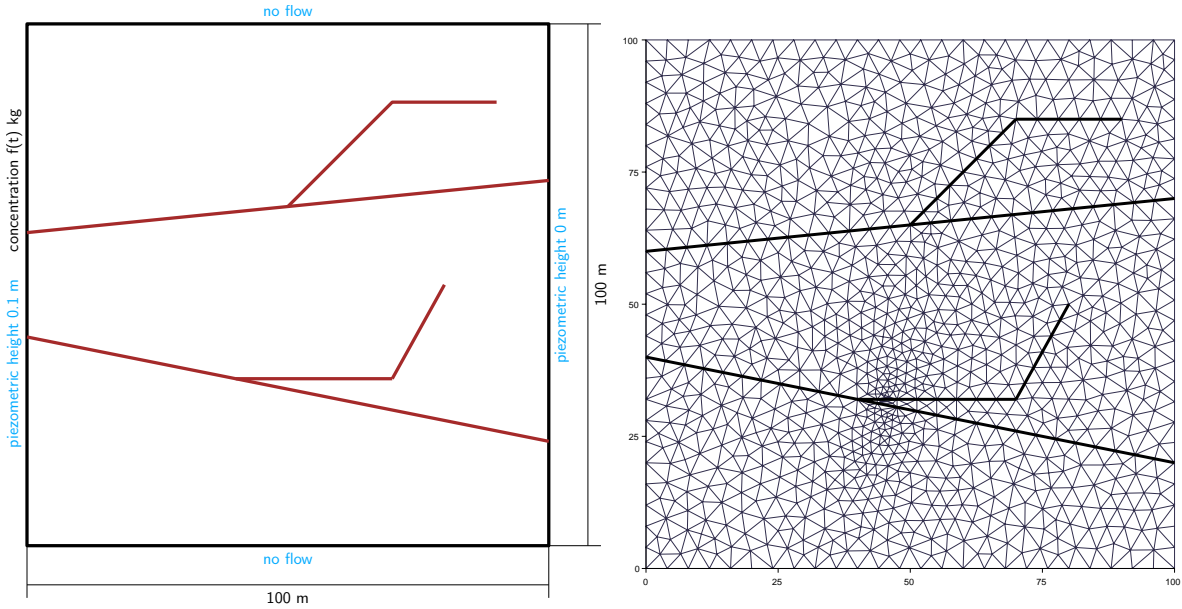 no flow
concentration f(t) kg
piezometric height 0.1 m
piezometric height 0 m
100 m
no flow
100 m
100
75
50
25
0
0
25
50
75
100